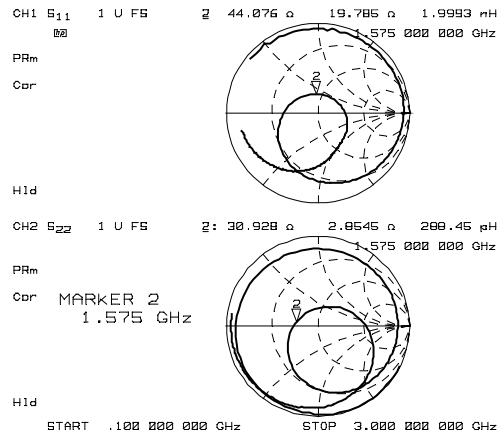 CH1 S11 1 U FS 2 44.076 Ω 19.785 Ω 1.9993 nH
1.575 000 000 GHz
PRm
Cor
2
Hld
CH2 S22 1 U FS 2: 30.928 Ω 2.8545 Ω 288.45 pH
1.575 000 000 GHz
PRm
Cor
MARKER 2
1.575 GHz
2
Hld
START .100 000 000 GHz STOP 3.000 000 000 GHz